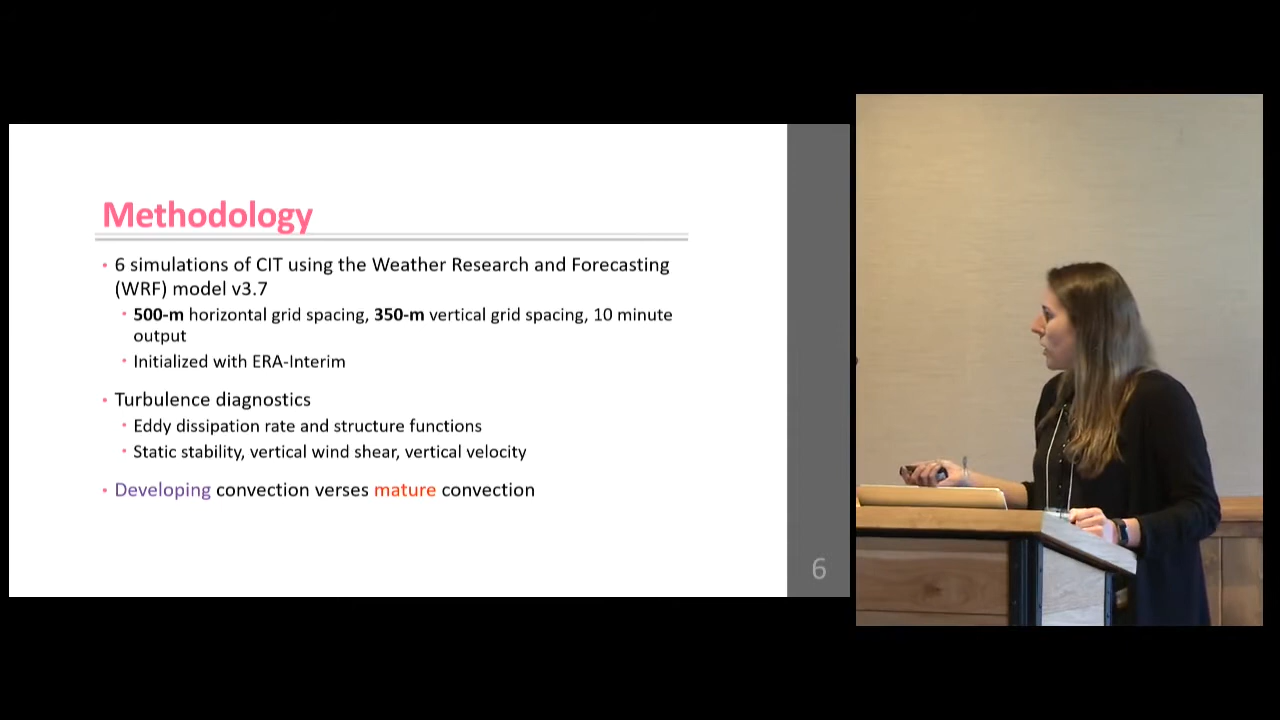 Methodology
• 6 simulations of CIT using the Weather Research and Forecasting
(WRF) model v3.7
• 500-m horizontal grid spacing, 350-m vertical grid spacing, 10 minute
output
• Initialized with ERA-Interim
• Turbulence diagnostics
• Eddy dissipation rate and structure functions
• Static stability, vertical wind shear, vertical velocity
• Developing convection verses mature convection
6